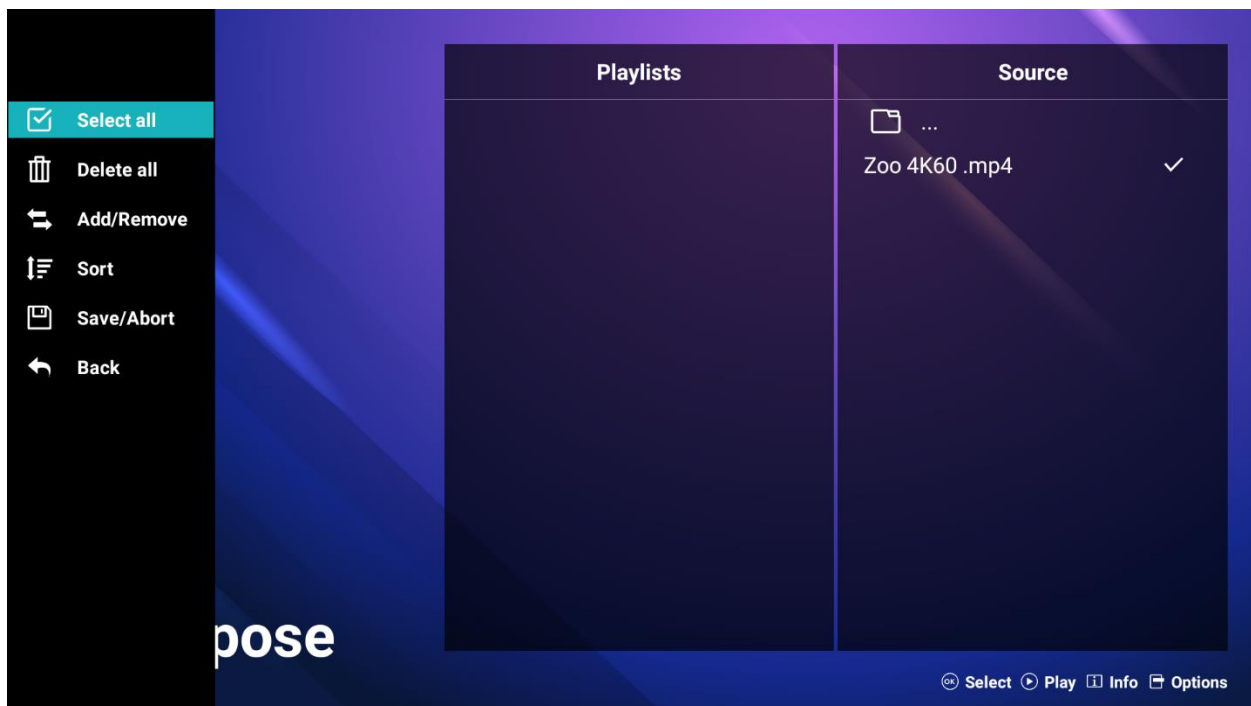 Select all
Delete all
Add/Remove
Sort
Save/Abort
Back
pose
Playlists
Source
...
Zoo 4K60 .mp4
OK Select Play i Info Options